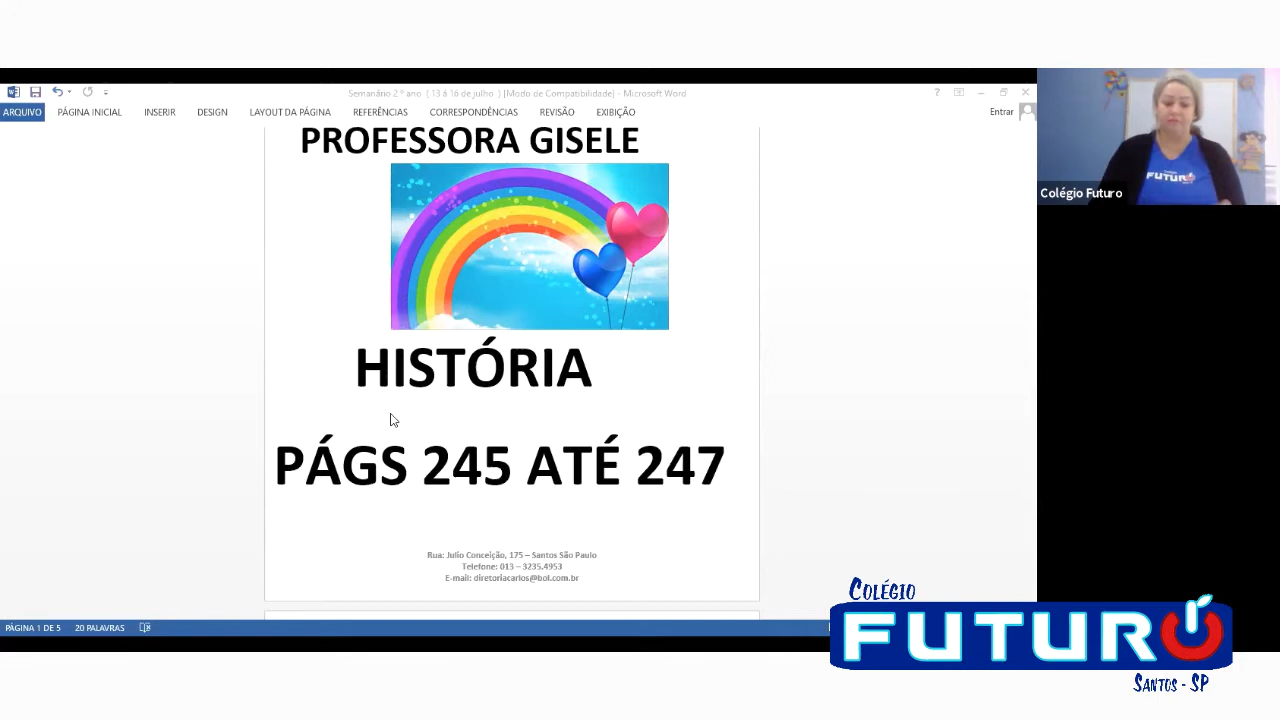 Semanário 2 º ano ( 13 à 16 de julho ) [Modo de Compatibilidade] - Microsoft Word
ARQUIVO PÁGINA INICIAL INSERIR DESIGN LAYOUT DA PÁGINA REFERÊNCIAS CORRESPONDÊNCIAS REVISÃO EXIBIÇÃO Entrar
PROFESSORA GISELE
FUTURO
Colégio Futuro
HISTÓRIA
PÁGS 245 ATÉ 247
Rua: Julio Conceição, 175 – Santos São Paulo
Telefone: 013 – 3235.4953
E-mail: diretoriacarlos@bol.com.br
PÁGINA 1 DE 5 20 PALAVRAS
COLÉGIO
FUTURO
SANTOS - SP